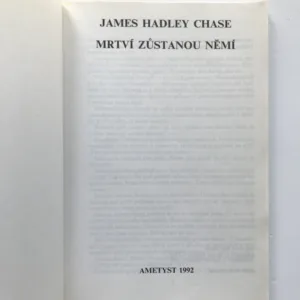 JAMES HADLEY CHASE
MRTVÍ ZŮSTANOU NĚMÍ
AMETYST 1992